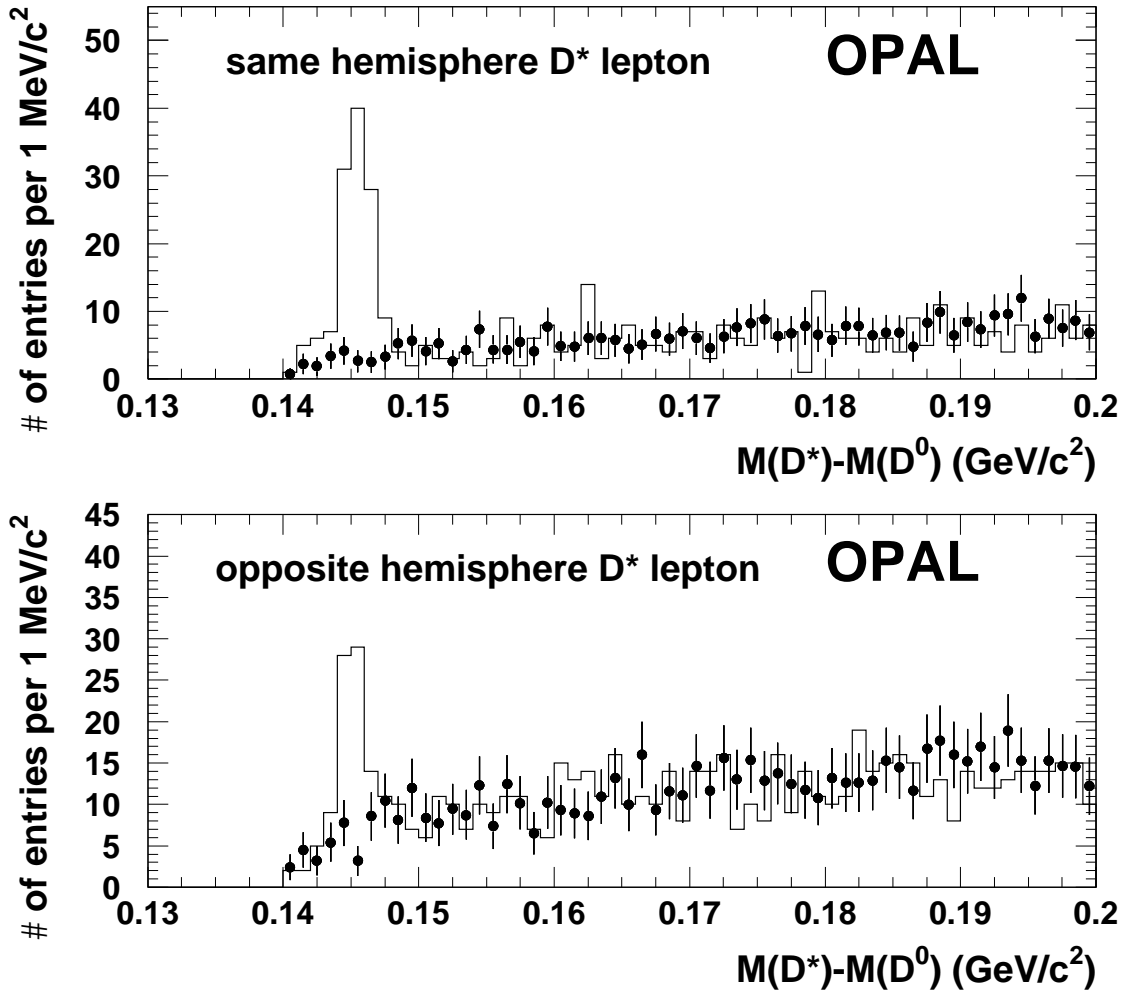 # of entries per 1 MeV/c²
50
40
30
20
10
0
same hemisphere D* lepton
OPAL
0.13 0.14 0.15 0.16 0.17 0.18 0.19 0.2
M(D*)-M(D⁰) (GeV/c²)
# of entries per 1 MeV/c²
45
40
35
30
25
20
15
10
5
0
opposite hemisphere D* lepton
OPAL
0.13 0.14 0.15 0.16 0.17 0.18 0.19 0.2
M(D*)-M(D⁰) (GeV/c²)